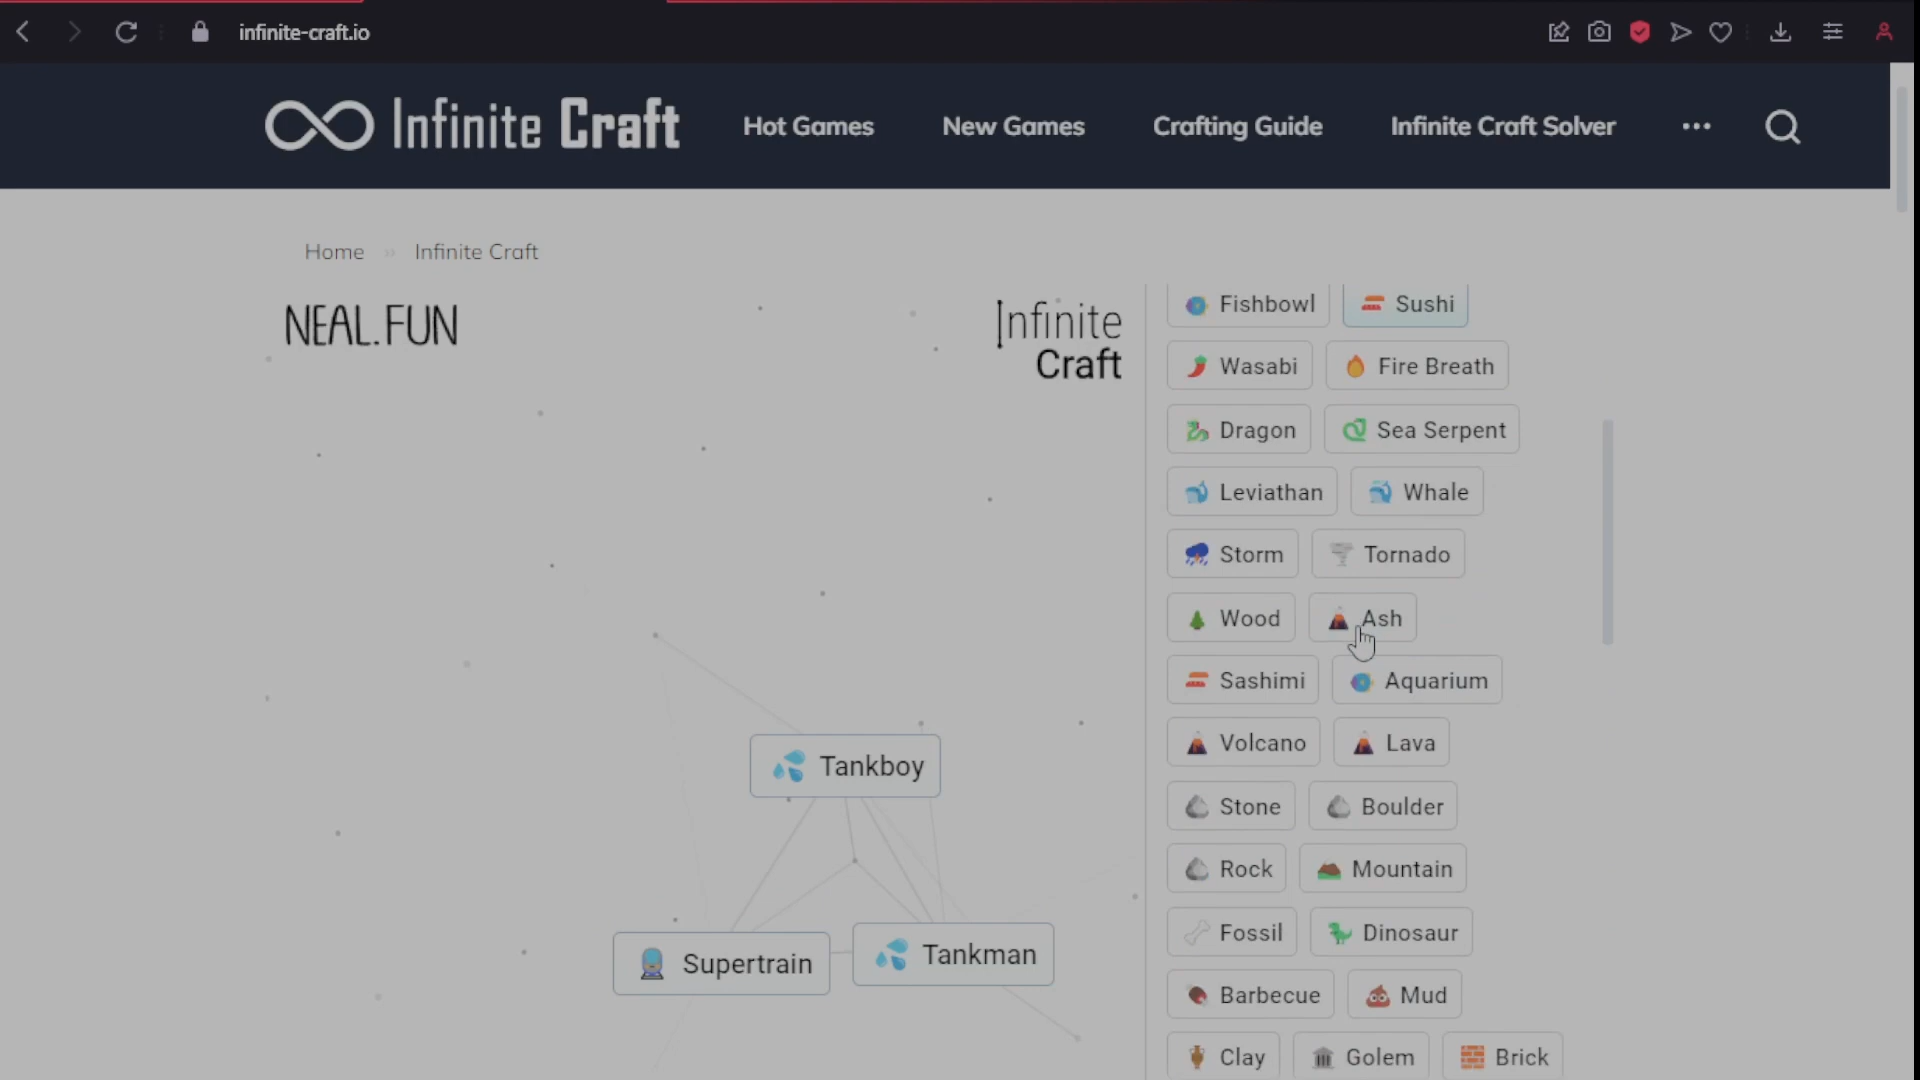 infinite-craft.io
Infinite Craft
Hot Games
New Games
Crafting Guide
Infinite Craft Solver
Home » Infinite Craft
NEAL.FUN
Infinite
Craft
Fishbowl Sushi
Wasabi Fire Breath
Dragon Sea Serpent
Leviathan Whale
Storm Tornado
Wood Ash
Sashimi Aquarium
Volcano Lava
Stone Boulder
Rock Mountain
Fossil Dinosaur
Barbecue Mud
Clay Golem Brick
Tankboy
Supertrain Tankman